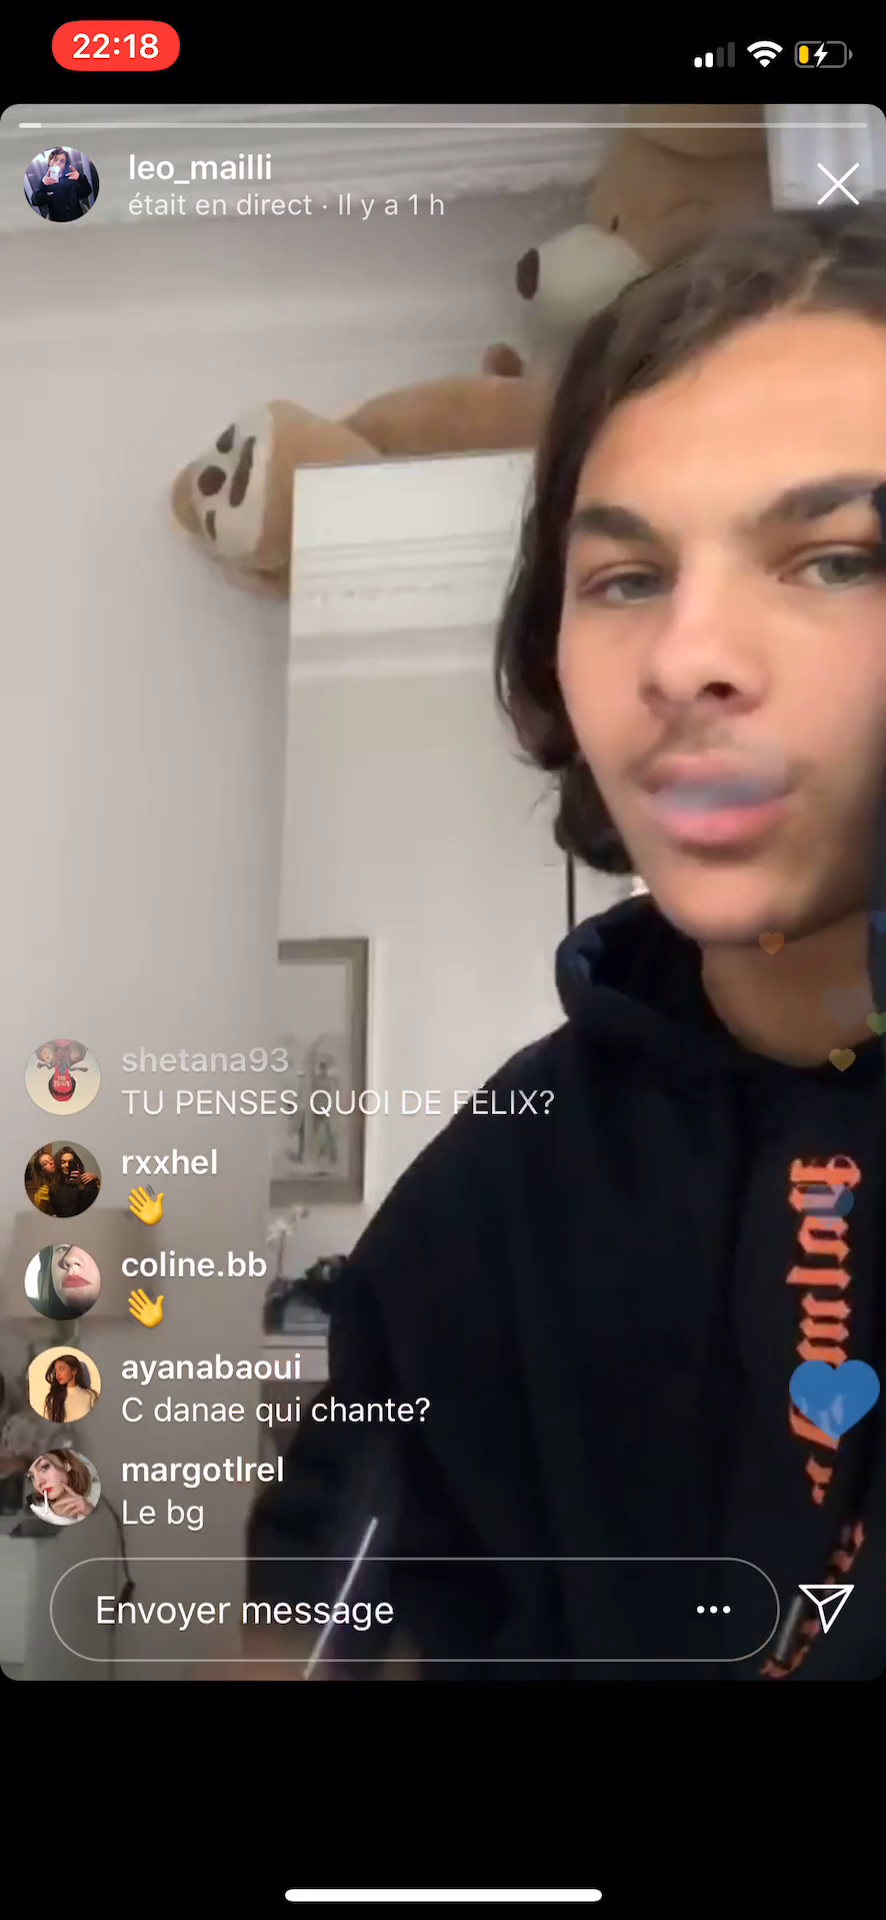 22:18
leo_mailli
était en direct · Il y a 1 h
shetana93
TU PENSES QUOI DE FÉLIX?
rxxhel
👋
coline.bb
👋
ayanabaoui
C danae qui chante?
margotlrel
Le bg
Envoyer message